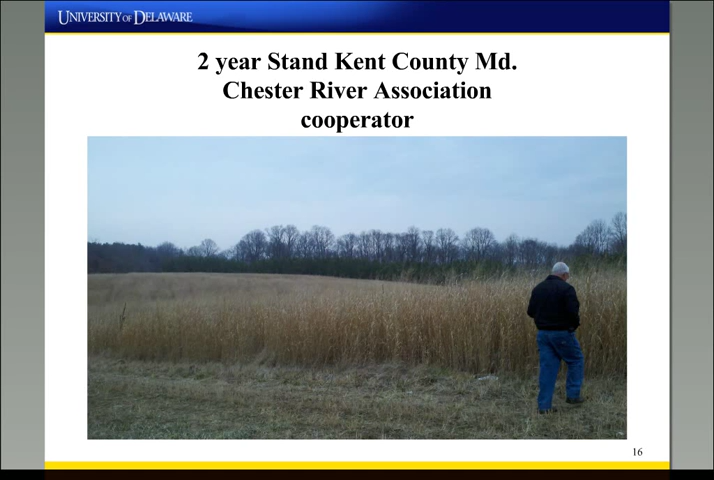 UNIVERSITY OF DELAWARE
2 year Stand Kent County Md.
Chester River Association
cooperator
16